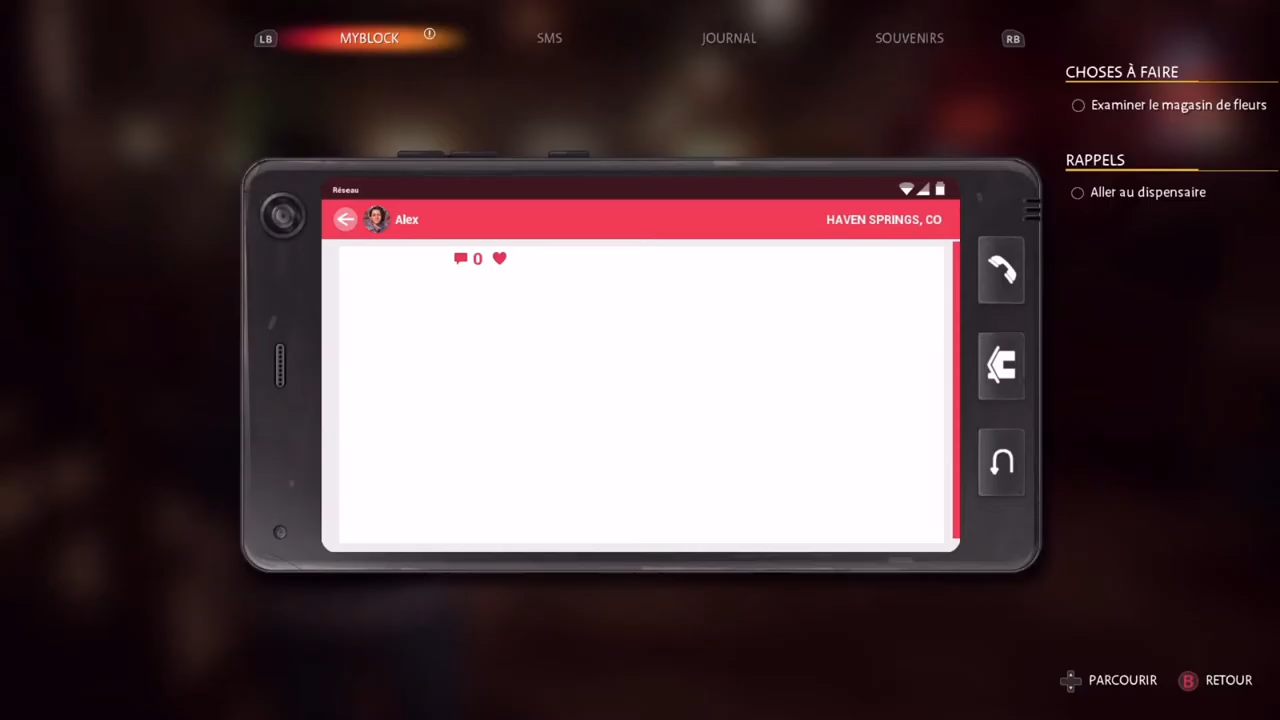 LB
MYBLOCK
SMS
JOURNAL
SOUVENIRS
RB
CHOSES À FAIRE
Examiner le magasin de fleurs
RAPPELS
Aller au dispensaire
Réseau
Alex
HAVEN SPRINGS, CO
0
PARCOURIR
B RETOUR